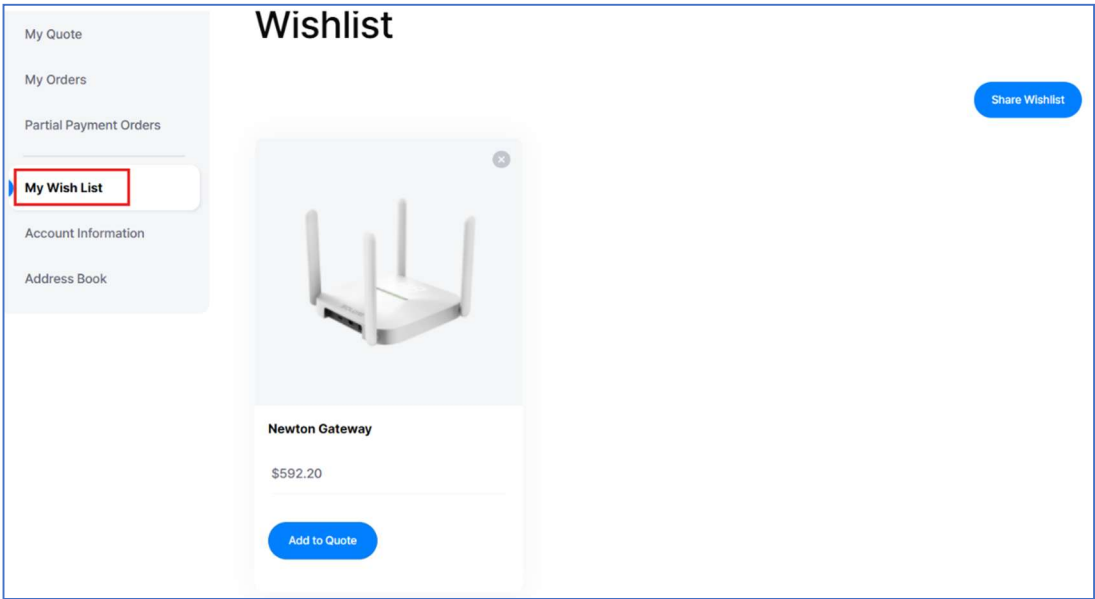 My Quote
My Orders
Partial Payment Orders
My Wish List
Account Information
Address Book
Wishlist
Share Wishlist
Newton Gateway
$592.20
Add to Quote